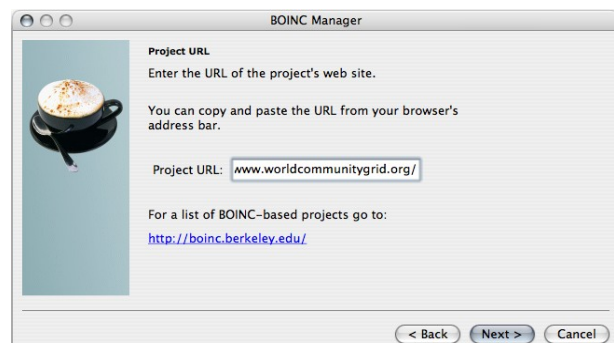 BOINC Manager
Project URL
Enter the URL of the project's web site.
You can copy and paste the URL from your browser's
address bar.
Project URL: www.worldcommunitygrid.org/
For a list of BOINC-based projects go to:
http://boinc.berkeley.edu/
< Back Next > Cancel